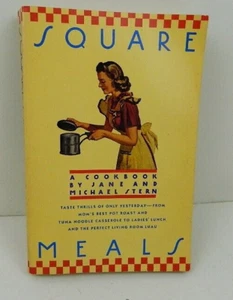 SQUARE
A COOKBOOK
BY JANE AND
MICHAEL STERN
TASTE THRILLS OF ONLY YESTERDAY—FROM
MOM'S BEST POT ROAST AND
TUNA NOODLE CASSEROLE TO LADIES' LUNCH
AND THE PERFECT LIVING ROOM LUAU
MEALS